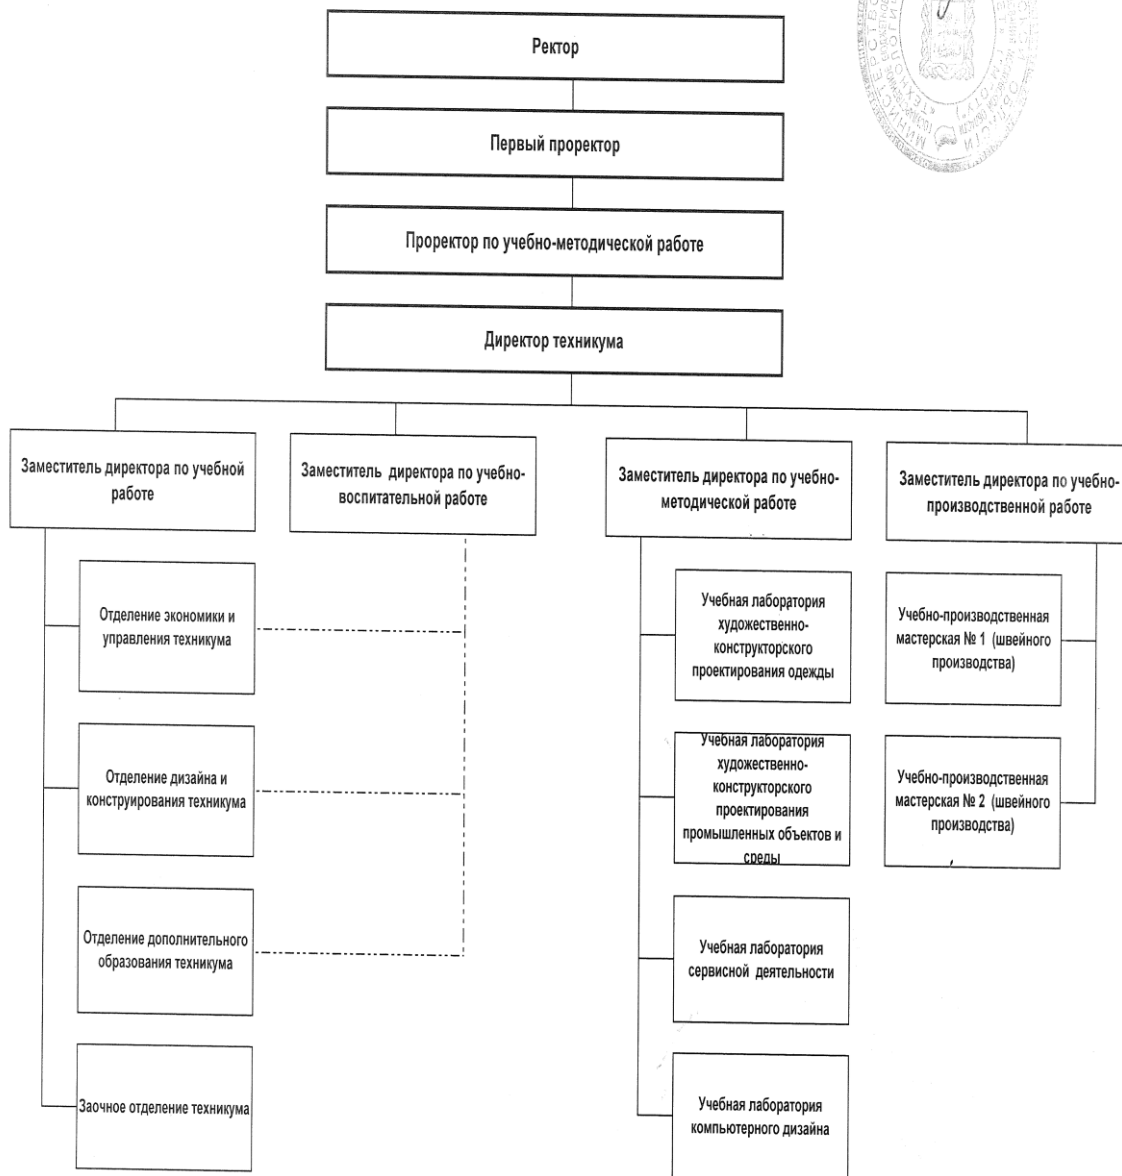 Ректор
Первый проректор
Проректор по учебно-методической работе
Директор техникума
Заместитель директора по учебной
работе
Заместитель директора по учебно-
воспитательной работе
Заместитель директора по учебно-
методической работе
Заместитель директора по учебно-
производственной работе
Отделение экономики и
управления техникума
Отделение дизайна и
конструирования техникума
Отделение дополнительного
образования техникума
Заочное отделение техникума
Учебная лаборатория
художественно-
конструкторского
проектирования одежды
Учебная лаборатория
художественно-
конструкторского
проектирования
промышленных объектов и
среды
Учебная лаборатория
сервисной деятельности
Учебная лаборатория
компьютерного дизайна
Учебно-производственная
мастерская № 1 (швейного
производства)
Учебно-производственная
мастерская № 2 (швейного
производства)